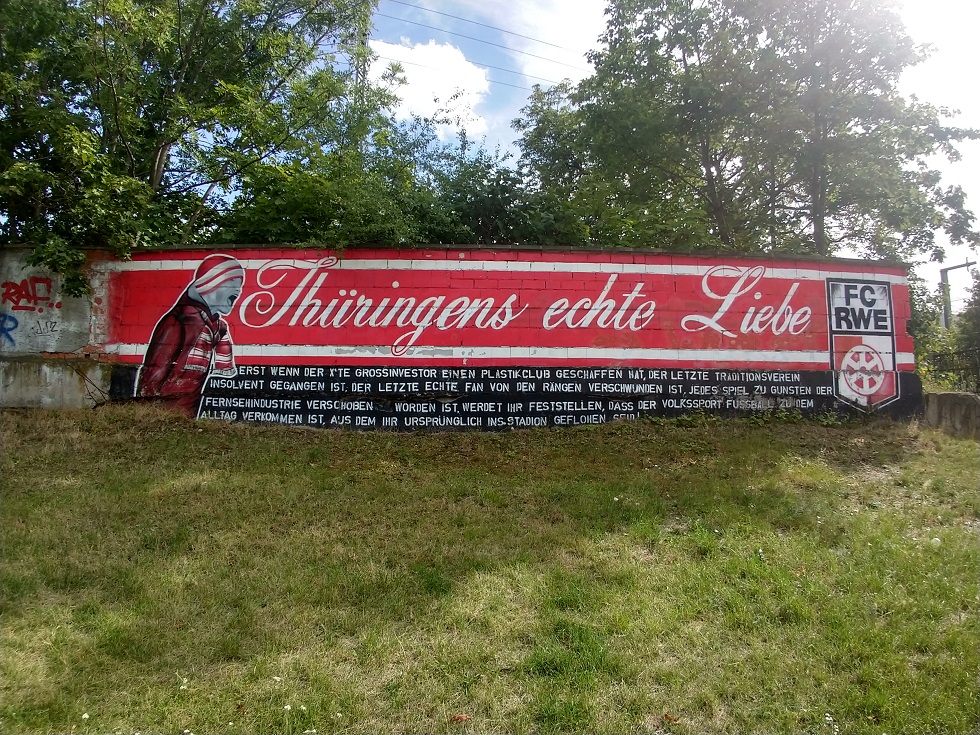 Thüringens echte Liebe
FC
RWE
ERST WENN DER X'TE GROSSINVESTOR EINEN PLASTIKCLUB GESCHAFFEN HAT, DER LETZTE TRADITIONSVEREIN
INSOLVENT GEGANGEN IST, DER LETZTE ECHTE FAN VON DEN RÄNGEN VERSCHWUNDEN IST, JEDES SPIEL ZU GUNSTEN DER
FERNSEHINDUSTRIE VERSCHOBEN WORDEN IST, WERDET IHR FESTSTELLEN, DASS DER VOLKSSPORT FUSSBALL ZU DEM
ALLTAG VERKOMMEN IST, AUS DEM IHR URSPRÜNGLICH INS STADION GEFLOHEN SEID